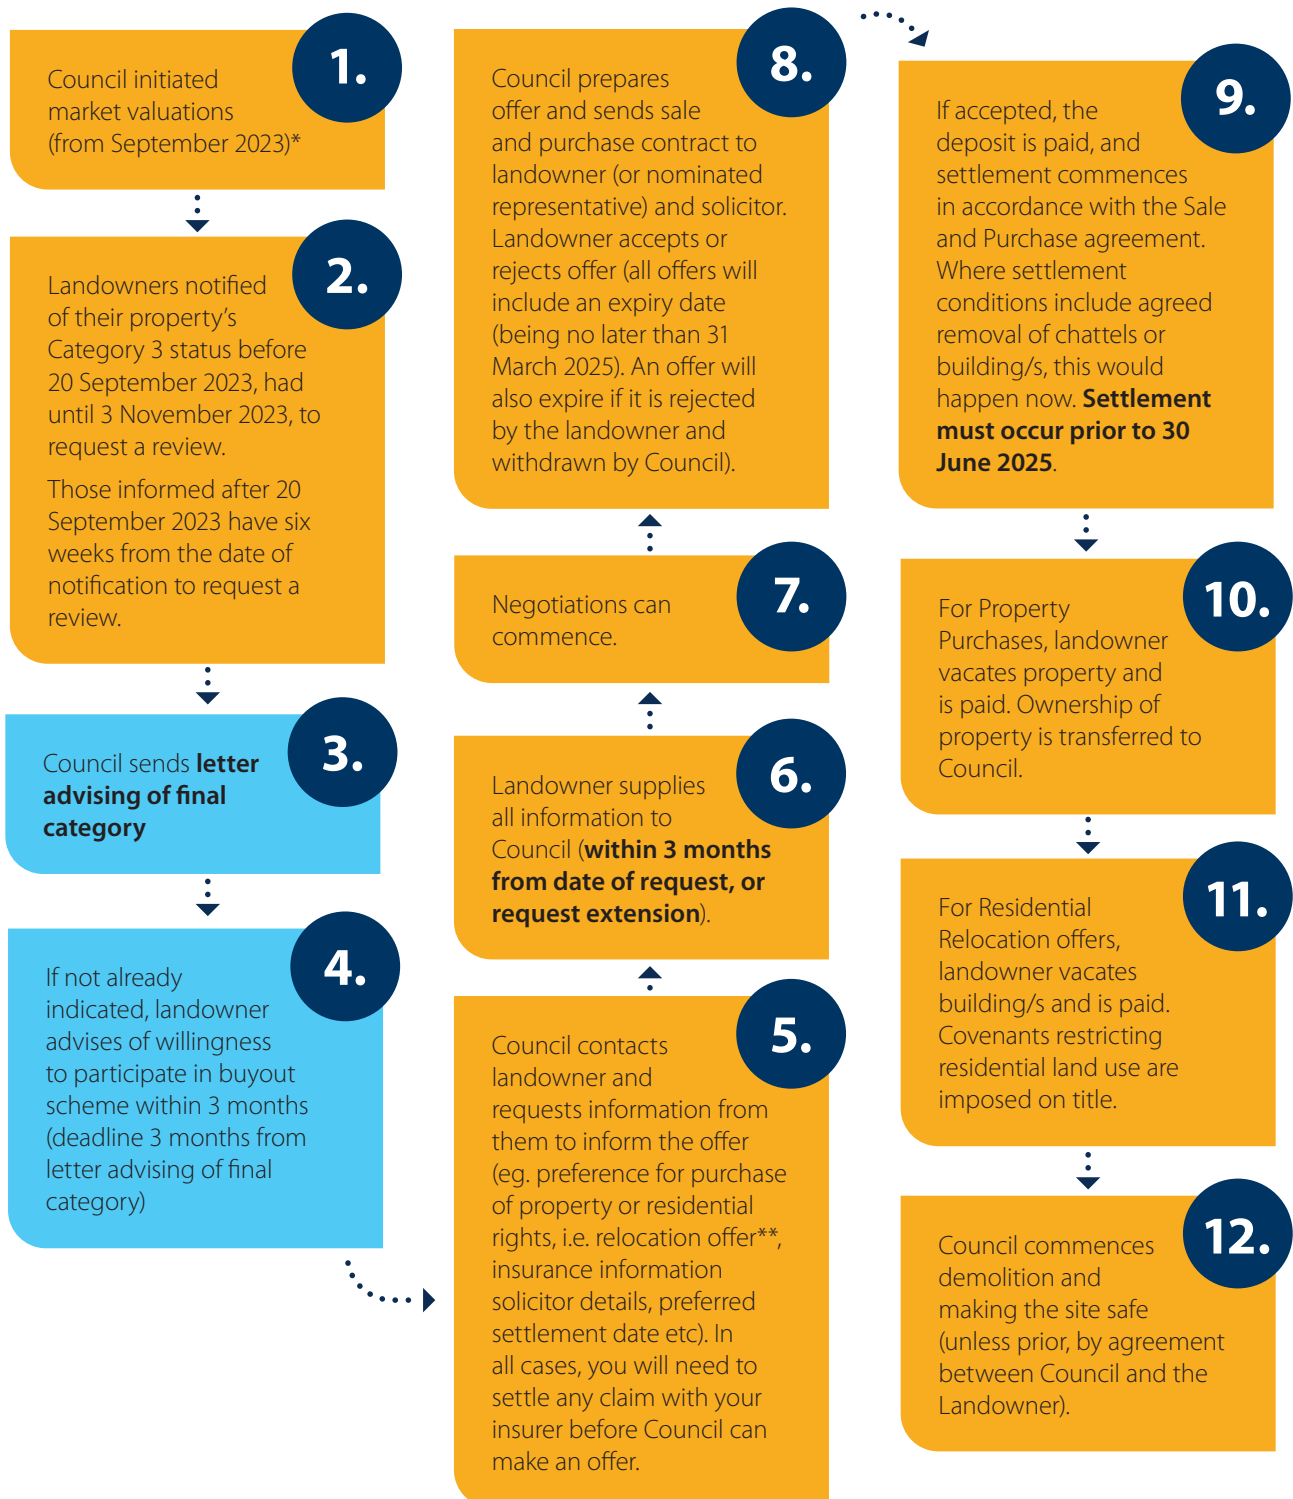 1.
Council initiated
market valuations
(from September 2023)*
2.
Landowners notified
of their property’s
Category 3 status before
20 September 2023, had
until 3 November 2023, to
request a review.
Those informed after 20
September 2023 have six
weeks from the date of
notification to request a
review.
3.
Council sends letter
advising of final
category
4.
If not already
indicated, landowner
advises of willingness
to participate in buyout
scheme within 3 months
(deadline 3 months from
letter advising of final
category)
5.
Council contacts
landowner and
requests information from
them to inform the offer
(eg. preference for purchase
of property or residential
rights, i.e. relocation offer**,
insurance information
solicitor details, preferred
settlement date etc). In
all cases, you will need to
settle any claim with your
insurer before Council can
make an offer.
6.
Landowner supplies
all information to
Council (within 3 months
from date of request, or
request extension).
7.
Negotiations can
commence.
8.
Council prepares
offer and sends sale
and purchase contract to
landowner (or nominated
representative) and solicitor.
Landowner accepts or
rejects offer (all offers will
include an expiry date
(being no later than 31
March 2025). An offer will
also expire if it is rejected
by the landowner and
withdrawn by Council).
9.
If accepted, the
deposit is paid, and
settlement commences
in accordance with the Sale
and Purchase agreement.
Where settlement
conditions include agreed
removal of chattels or
building/s, this would
happen now. Settlement
must occur prior to 30
June 2025.
10.
For Property
Purchases, landowner
vacates property and
is paid. Ownership of
property is transferred to
Council.
11.
For Residential
Relocation offers,
landowner vacates
building/s and is paid.
Covenants restricting
residential land use are
imposed on title.
12.
Council commences
demolition and
making the site safe
(unless prior, by agreement
between Council and the
Landowner).